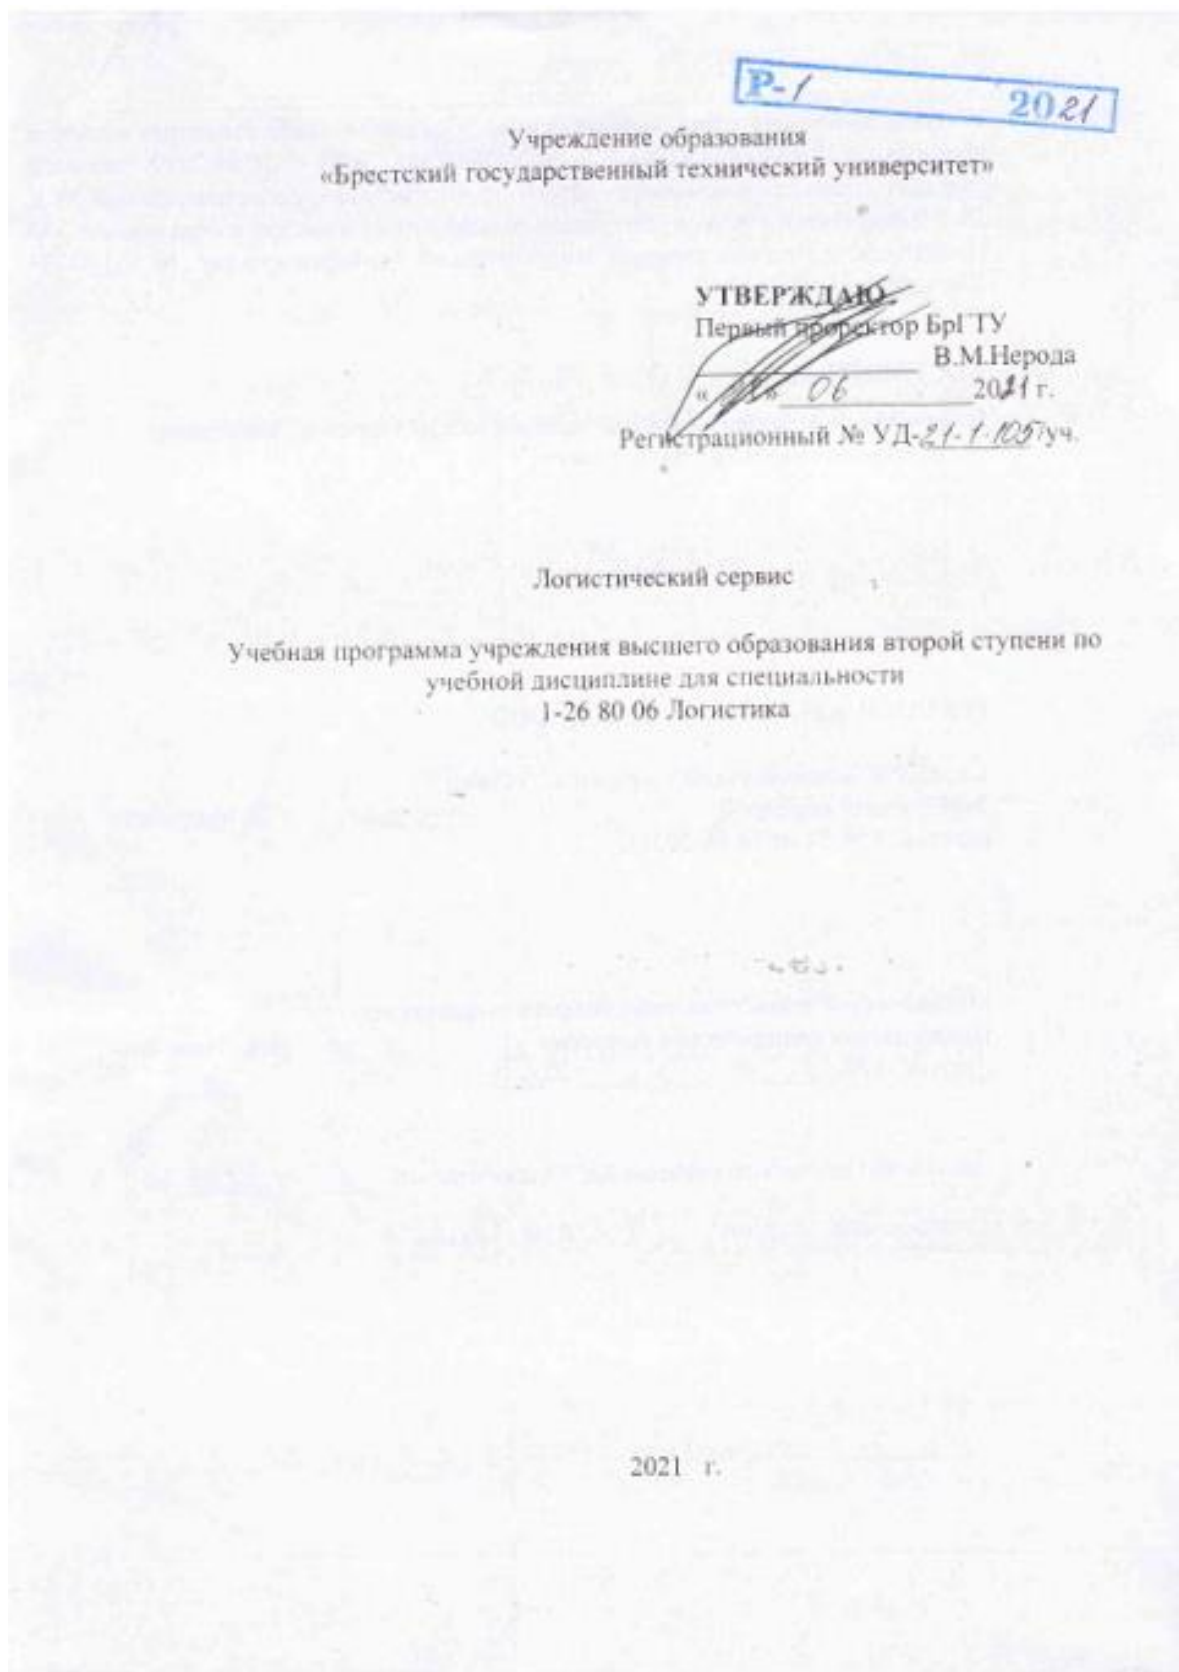 Р-1 2021
Учреждение образования
«Брестский государственный технический университет»
УТВЕРЖДАЮ
Первый проректор БрГТУ
В.М.Нерода
« » 06 2021 г.
Регистрационный № УД-21-1-105/уч.
Логистический сервис
Учебная программа учреждения высшего образования второй ступени по
учебной дисциплине для специальности
1-26 80 06 Логистика
2021 г.